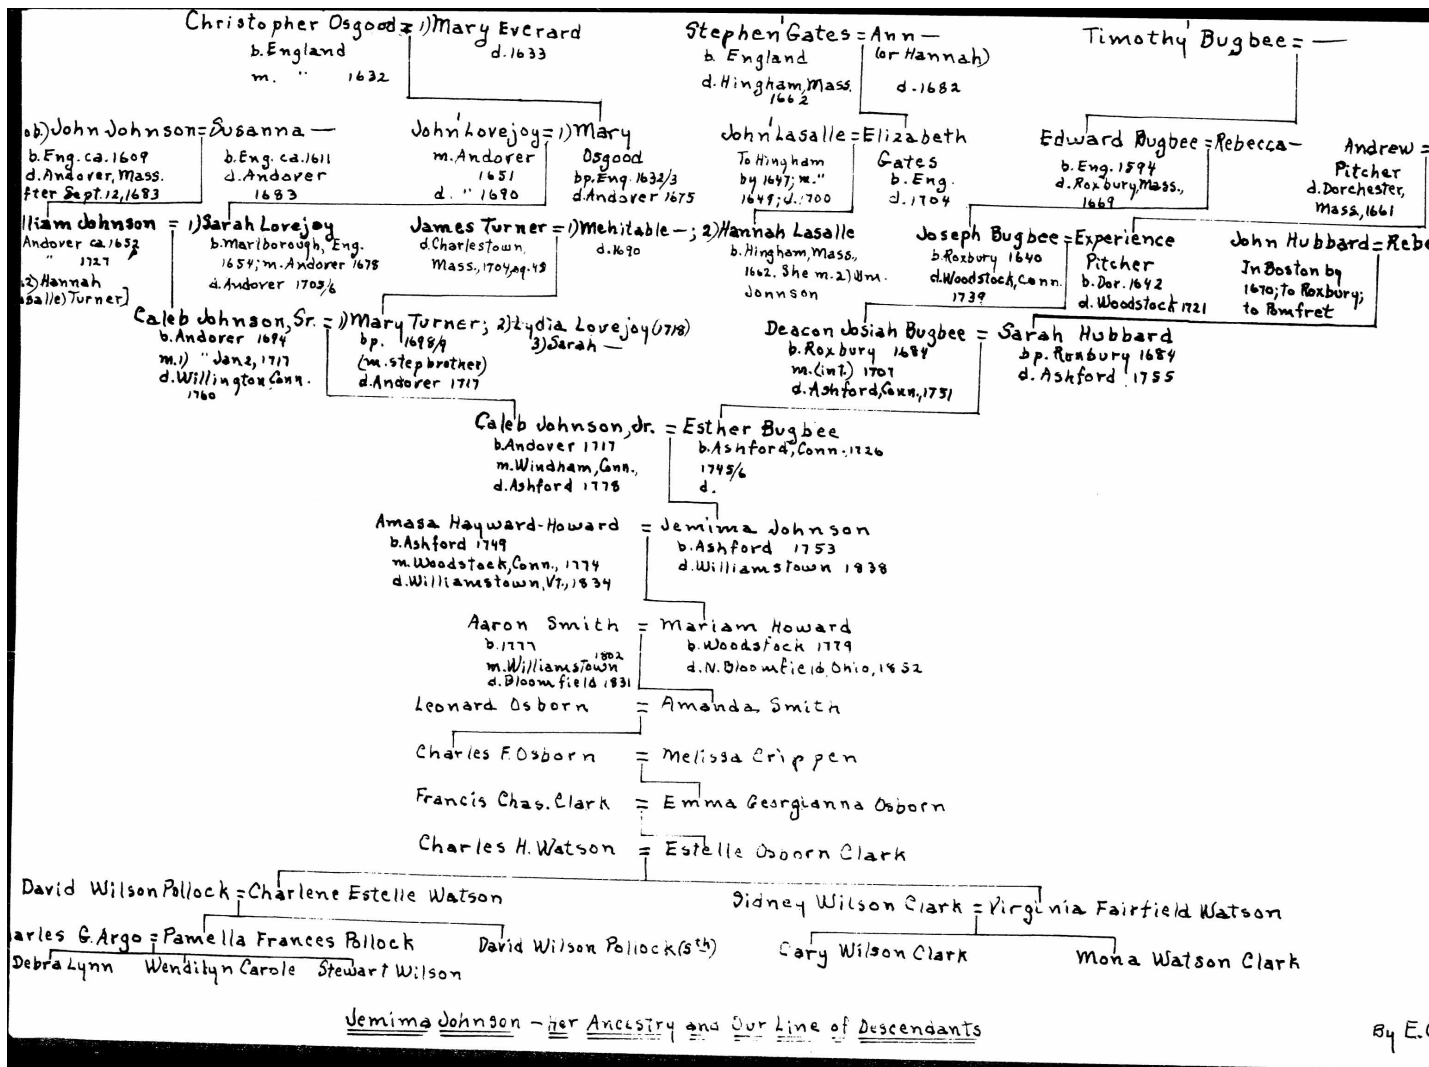 Christopher Osgood = 1) Mary Everard
b. England
d. 1633
m. " 1632
Stephen Gates = Ann —
b. England
(or Hannah)
d. Hingham, Mass.
1662
d. 1682
Timothy Bugbee = —
ob.) John Johnson = Susanna —
b. Eng. ca. 1609
d. Andover, Mass.
fter Sept. 12, 1683
b. Eng. ca. 1611
d. Andover
1683
John Lovejoy = 1) Mary
Osgood
m. Andover
1651
d. " 1690
bp. Eng. 1632/3
d. Andover 1675
John Lasalle = Elizabeth
Gates
To Hingham
by 1647; m. "
1649; d. 1700
b. Eng.
d. 1704
Edward Bugbee = Rebecca —
b. Eng. 1594
d. Roxbury, Mass.,
1669
Andrew =
Pitcher
d. Dorchester,
Mass, 1661
lliam Johnson = 1) Sarah Lovejoy
Andover ca. 1652
" 1727
2) Hannah
salle) Turner]
b. Marlborough, Eng.
1654; m. Andover 1678
d. Andover 1705/6
James Turner = 1) Mehitable —; 2) Hannah Lasalle
d. Charlestown,
Mass., 1704, ag. 48
d. 1690
b. Hingham, Mass.,
1662. She m. 2) Wm.
Johnson
Joseph Bugbee = Experience
Pitcher
b. Roxbury 1640
d. Woodstock, Conn.
1739
b. Dor. 1642
d. Woodstock 1721
John Hubbard = Rebe
In Boston by
1670; to Roxbury;
to Pomfret
Caleb Johnson, Sr. = 1) Mary Turner; 2) Lydia Lovejoy (1718)
3) Sarah —
b. Andover 1694
m. 1) " Jan 2, 1717
d. Willington Conn.
1760
bp. 1698/9
(m. stepbrother)
d. Andover 1717
Deacon Josiah Bugbee = Sarah Hubbard
b. Roxbury 1684
m. (int.) 1707
d. Ashford, Conn., 1751
bp. Roxbury 1684
d. Ashford 1755
Caleb Johnson, Jr. = Esther Bugbee
b. Andover 1717
b. Ashford, Conn. 1726
m. Windham, Conn., 1745/6
d. Ashford 1778
d.
Amasa Hayward-Howard = Jemima Johnson
b. Ashford 1749
b. Ashford 1753
m. Woodstock, Conn., 1774
d. Williamstown 1838
d. Williamstown, Vt., 1834
Aaron Smith = Mariam Howard
b. 1777
b. Woodstock 1779
m. Williamstown 1802
d. N. Bloomfield, Ohio, 1852
d. Bloomfield 1831
Leonard Osborn = Amanda Smith
Charles F. Osborn = Melissa Crippen
Francis Chas. Clark = Emma Georgianna Osborn
Charles H. Watson = Estelle Osborn Clark
David Wilson Pollock = Charlene Estelle Watson
Sidney Wilson Clark = Virginia Fairfield Watson
arles G. Argo = Pamella Frances Pollock
David Wilson Pollock (5th)
Cary Wilson Clark
Mona Watson Clark
Debra Lynn Wendilyn Carole Stewart Wilson
Jemima Johnson — her Ancestry and Our Line of Descendants
By E.